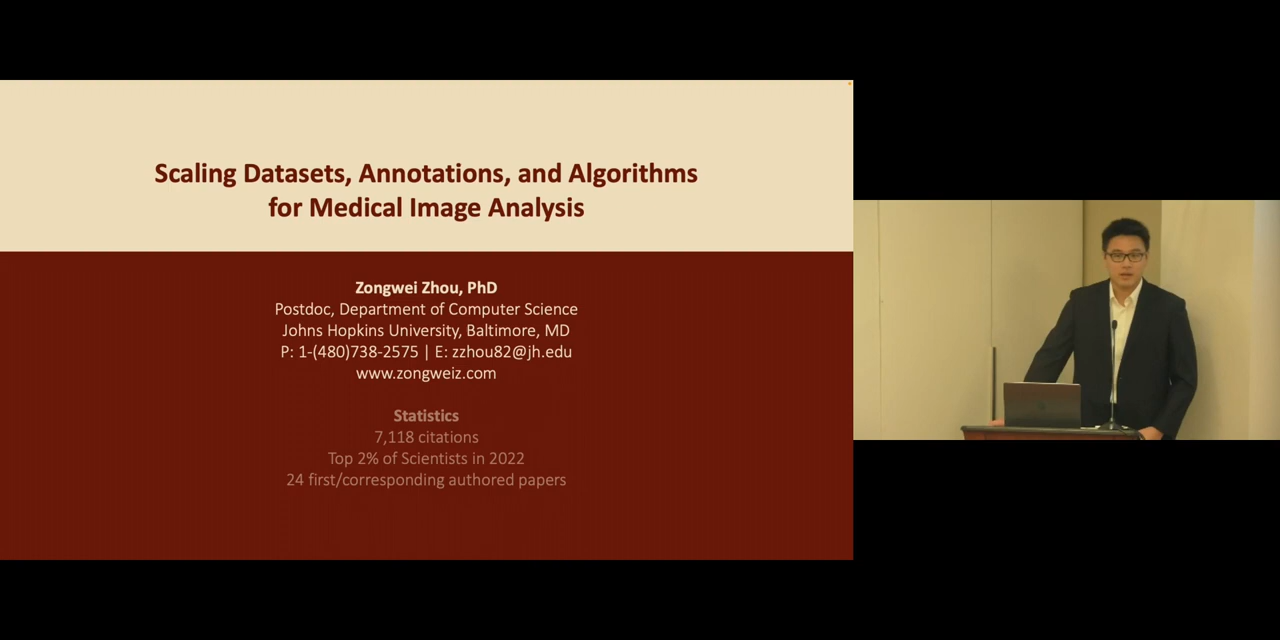 Scaling Datasets, Annotations, and Algorithms
for Medical Image Analysis
Zongwei Zhou, PhD
Postdoc, Department of Computer Science
Johns Hopkins University, Baltimore, MD
P: 1-(480)738-2575 | E: zzhou82@jh.edu
www.zongweiz.com
Statistics
7,118 citations
Top 2% of Scientists in 2022
24 first/corresponding authored papers